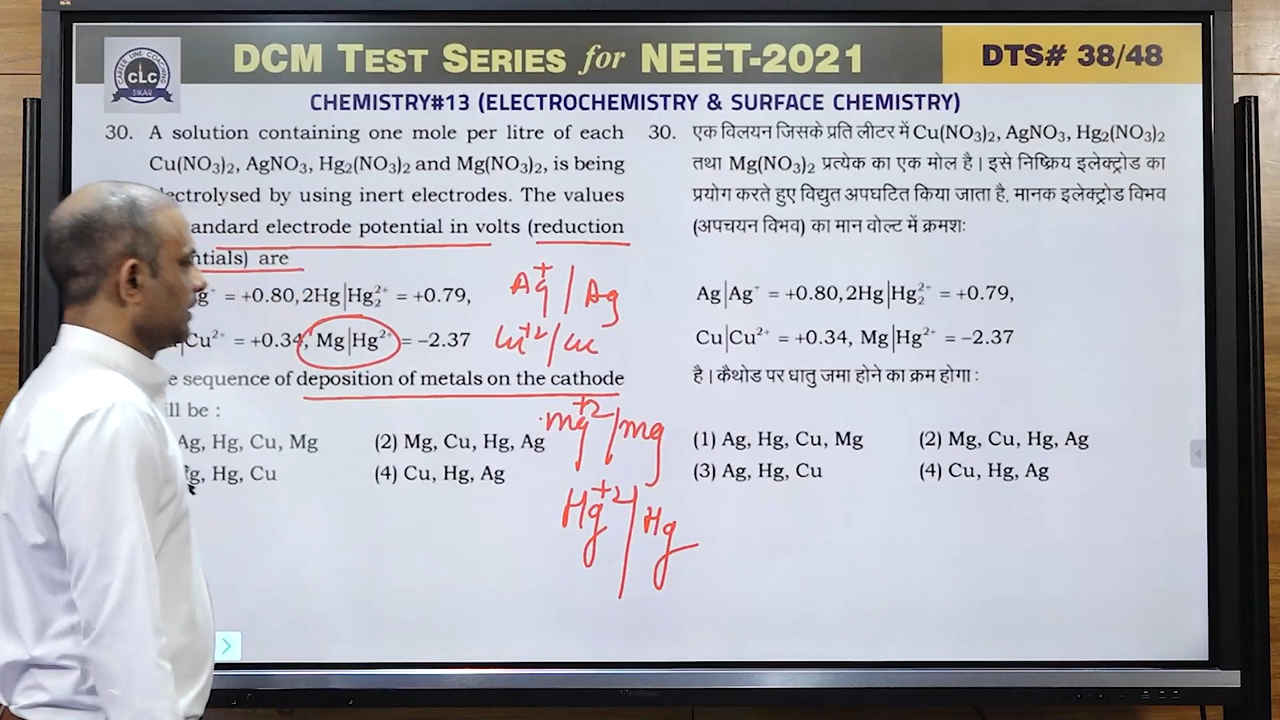 DCM TEST SERIES for NEET-2021
DTS# 38/48
CLC
SIKAR
CHEMISTRY#13 (ELECTROCHEMISTRY & SURFACE CHEMISTRY)
30. A solution containing one mole per litre of each
Cu(NO₃)₂, AgNO₃, Hg₂(NO₃)₂ and Mg(NO₃)₂, is being
ectrolysed by using inert electrodes. The values
andard electrode potential in volts (reduction
ntials) are
g⁺ = +0.80, 2Hg|Hg₂²⁺ = +0.79,
|Cu²⁺ = +0.34, Mg|Hg²⁺ = −2.37
e sequence of deposition of metals on the cathode
ill be :
Ag, Hg, Cu, Mg (2) Mg, Cu, Hg, Ag
g, Hg, Cu (4) Cu, Hg, Ag
Ag⁺/Ag
Cu⁺²/Cu
Mg⁺²/Mg
Hg⁺²/Hg
30. एक विलयन जिसके प्रति लीटर में Cu(NO₃)₂, AgNO₃, Hg₂(NO₃)₂
तथा Mg(NO₃)₂ प्रत्येक का एक मोल है। इसे निष्क्रिय इलेक्ट्रोड का
प्रयोग करते हुए विद्युत अपघटित किया जाता है, मानक इलेक्ट्रोड विभव
(अपचयन विभव) का मान वोल्ट में क्रमशः
Ag|Ag⁺ = +0.80, 2Hg|Hg₂²⁺ = +0.79,
Cu|Cu²⁺ = +0.34, Mg|Hg²⁺ = −2.37
है। कैथोड पर धातु जमा होने का क्रम होगा :
(1) Ag, Hg, Cu, Mg (2) Mg, Cu, Hg, Ag
(3) Ag, Hg, Cu (4) Cu, Hg, Ag